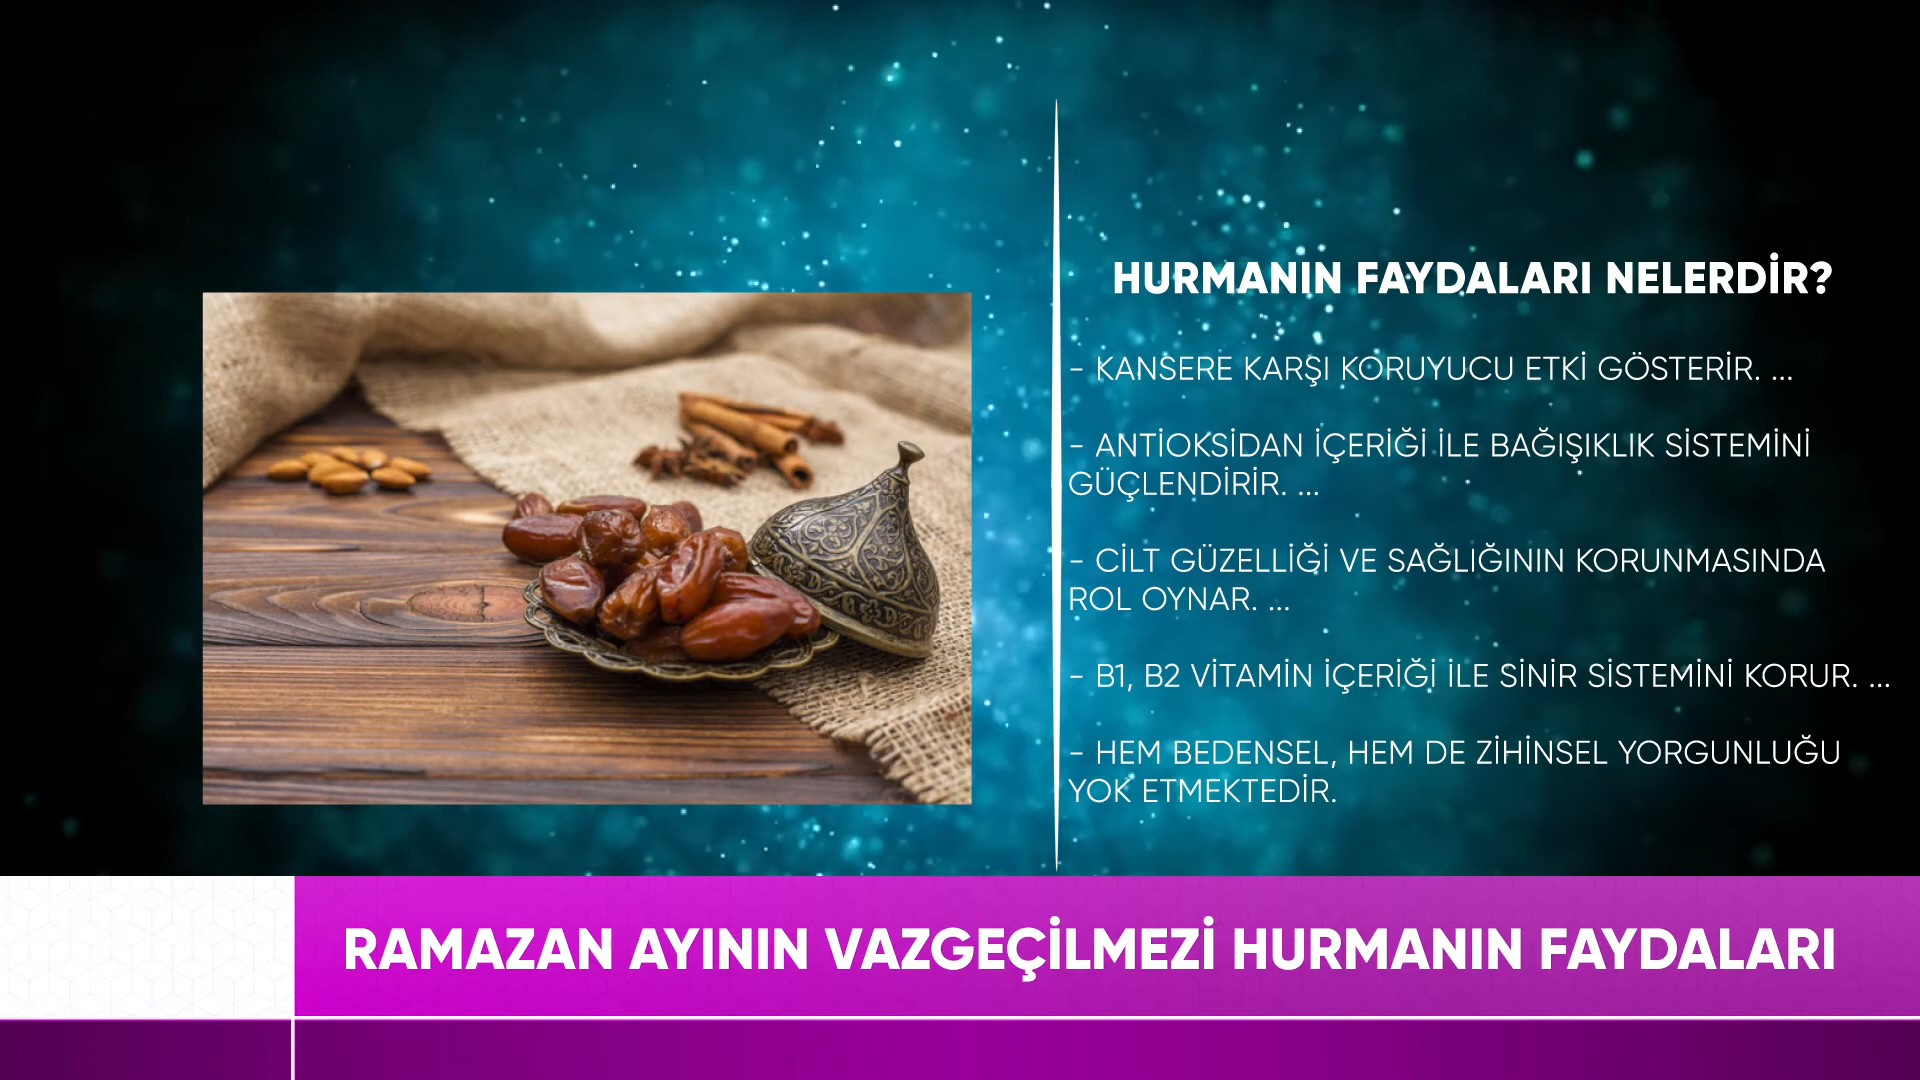 HURMANIN FAYDALARI NELERDİR?
- KANSERE KARŞI KORUYUCU ETKİ GÖSTERİR. ...
- ANTİOKSİDAN İÇERİĞİ İLE BAĞIŞIKLIK SİSTEMİNİ
GÜÇLENDİRİR. ...
- CİLT GÜZELLİĞİ VE SAĞLIĞININ KORUNMASINDA
ROL OYNAR. ...
- B1, B2 VİTAMİN İÇERİĞİ İLE SİNİR SİSTEMİNİ KORUR. ...
- HEM BEDENSEL, HEM DE ZİHİNSEL YORGUNLUĞU
YOK ETMEKTEDİR.
RAMAZAN AYININ VAZGEÇİLMEZİ HURMANIN FAYDALARI